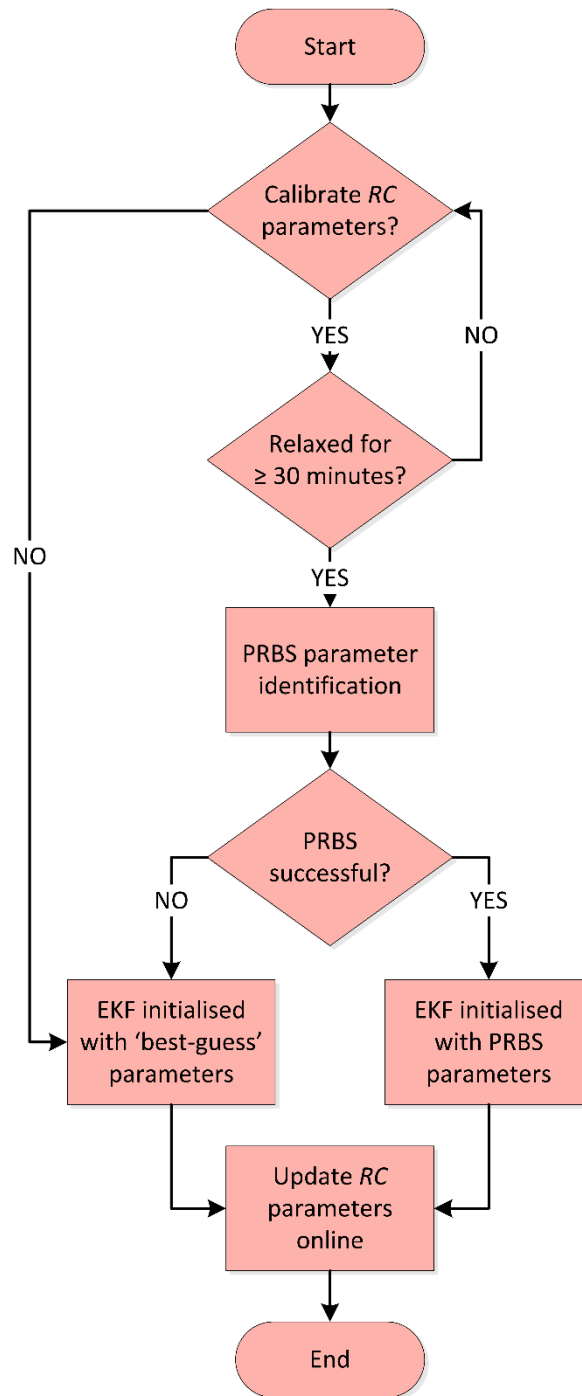 Start
Calibrate RC
parameters?
YES
NO
Relaxed for
≥ 30 minutes?
NO
YES
PRBS parameter
identification
PRBS
successful?
NO
YES
EKF initialised
with ‘best-guess’
parameters
EKF initialised
with PRBS
parameters
Update RC
parameters
online
End